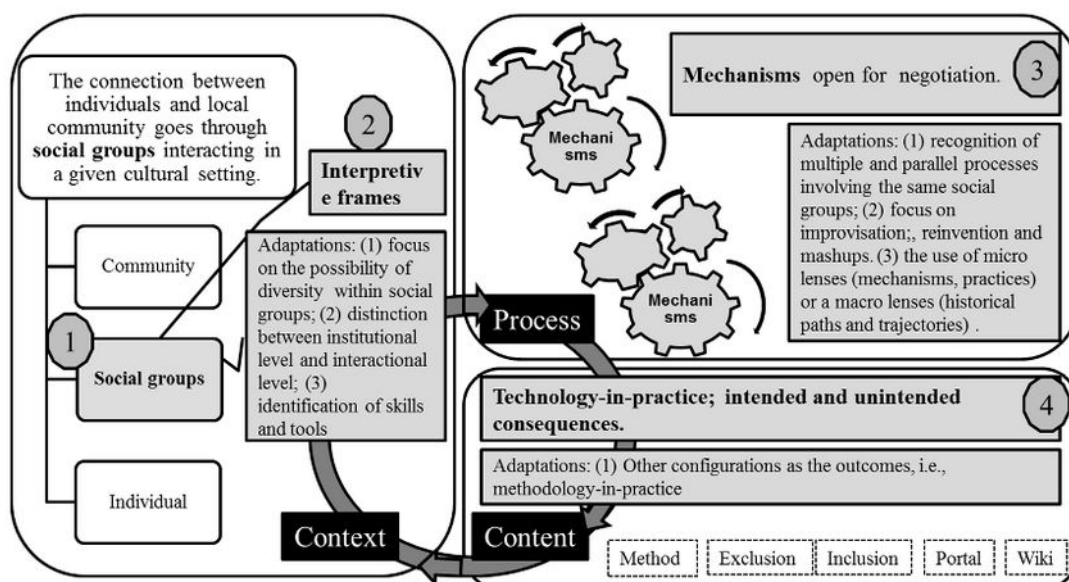 The connection between
individuals and local
community goes through
social groups interacting in
a given cultural setting.
2
Interpretiv
e frames
Community
1
Social groups
Individual
Adaptations: (1) focus
on the possibility of
diversity within social
groups; (2) distinction
between institutional
level and interactional
level; (3)
identification of skills
and tools
Mechani
sms
Mechani
sms
Mechanisms open for negotiation.
3
Adaptations: (1) recognition of
multiple and parallel processes
involving the same social
groups; (2) focus on
improvisation;, reinvention and
mashups. (3) the use of micro
lenses (mechanisms, practices)
or a macro lenses (historical
paths and trajectories) .
Process
Technology-in-practice; intended and unintended
consequences.
4
Adaptations: (1) Other configurations as the outcomes, i.e.,
methodology-in-practice
Context
Content
Method
Exclusion
Inclusion
Portal
Wiki